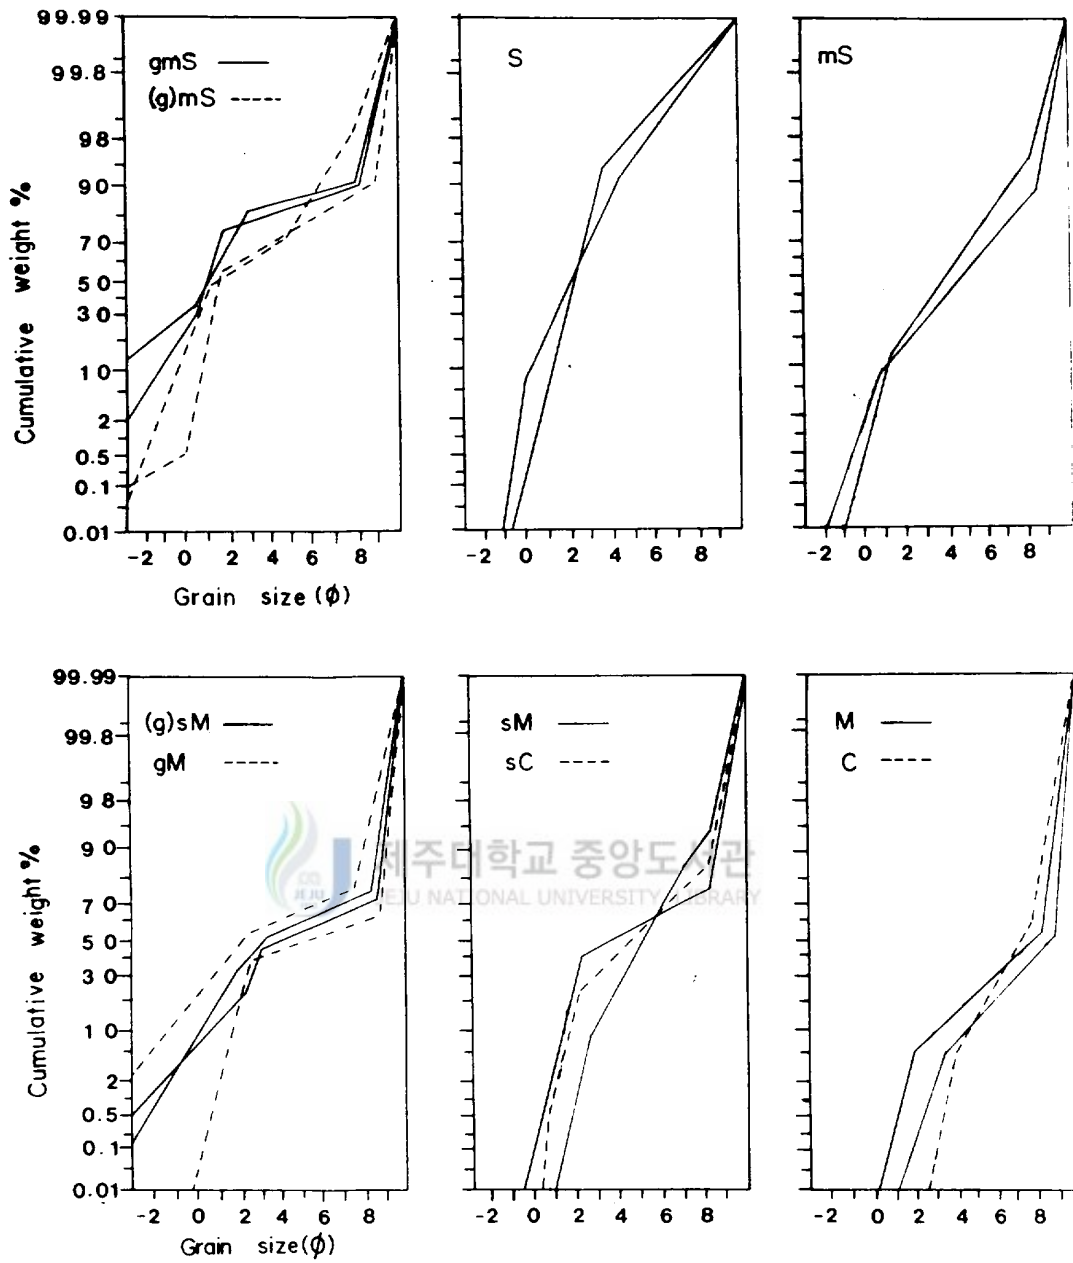 99.99
99.8
98
90
70
50
30
10
2
0.5
0.1
0.01
Cumulative weight %
gmS
(g)mS
-2 0 2 4 6 8
Grain size (ϕ)
S
-2 0 2 4 6 8
mS
-2 0 2 4 6 8
99.99
99.8
98
90
70
50
30
10
2
0.5
0.1
0.01
Cumulative weight %
(g)sM
gM
-2 0 2 4 6 8
Grain size(ϕ)
sM
sC
-2 0 2 4 6 8
M
C
-2 0 2 4 6 8
제주대학교 중앙도서관
JEJU NATIONAL UNIVERSITY LIBRARY
JEJU